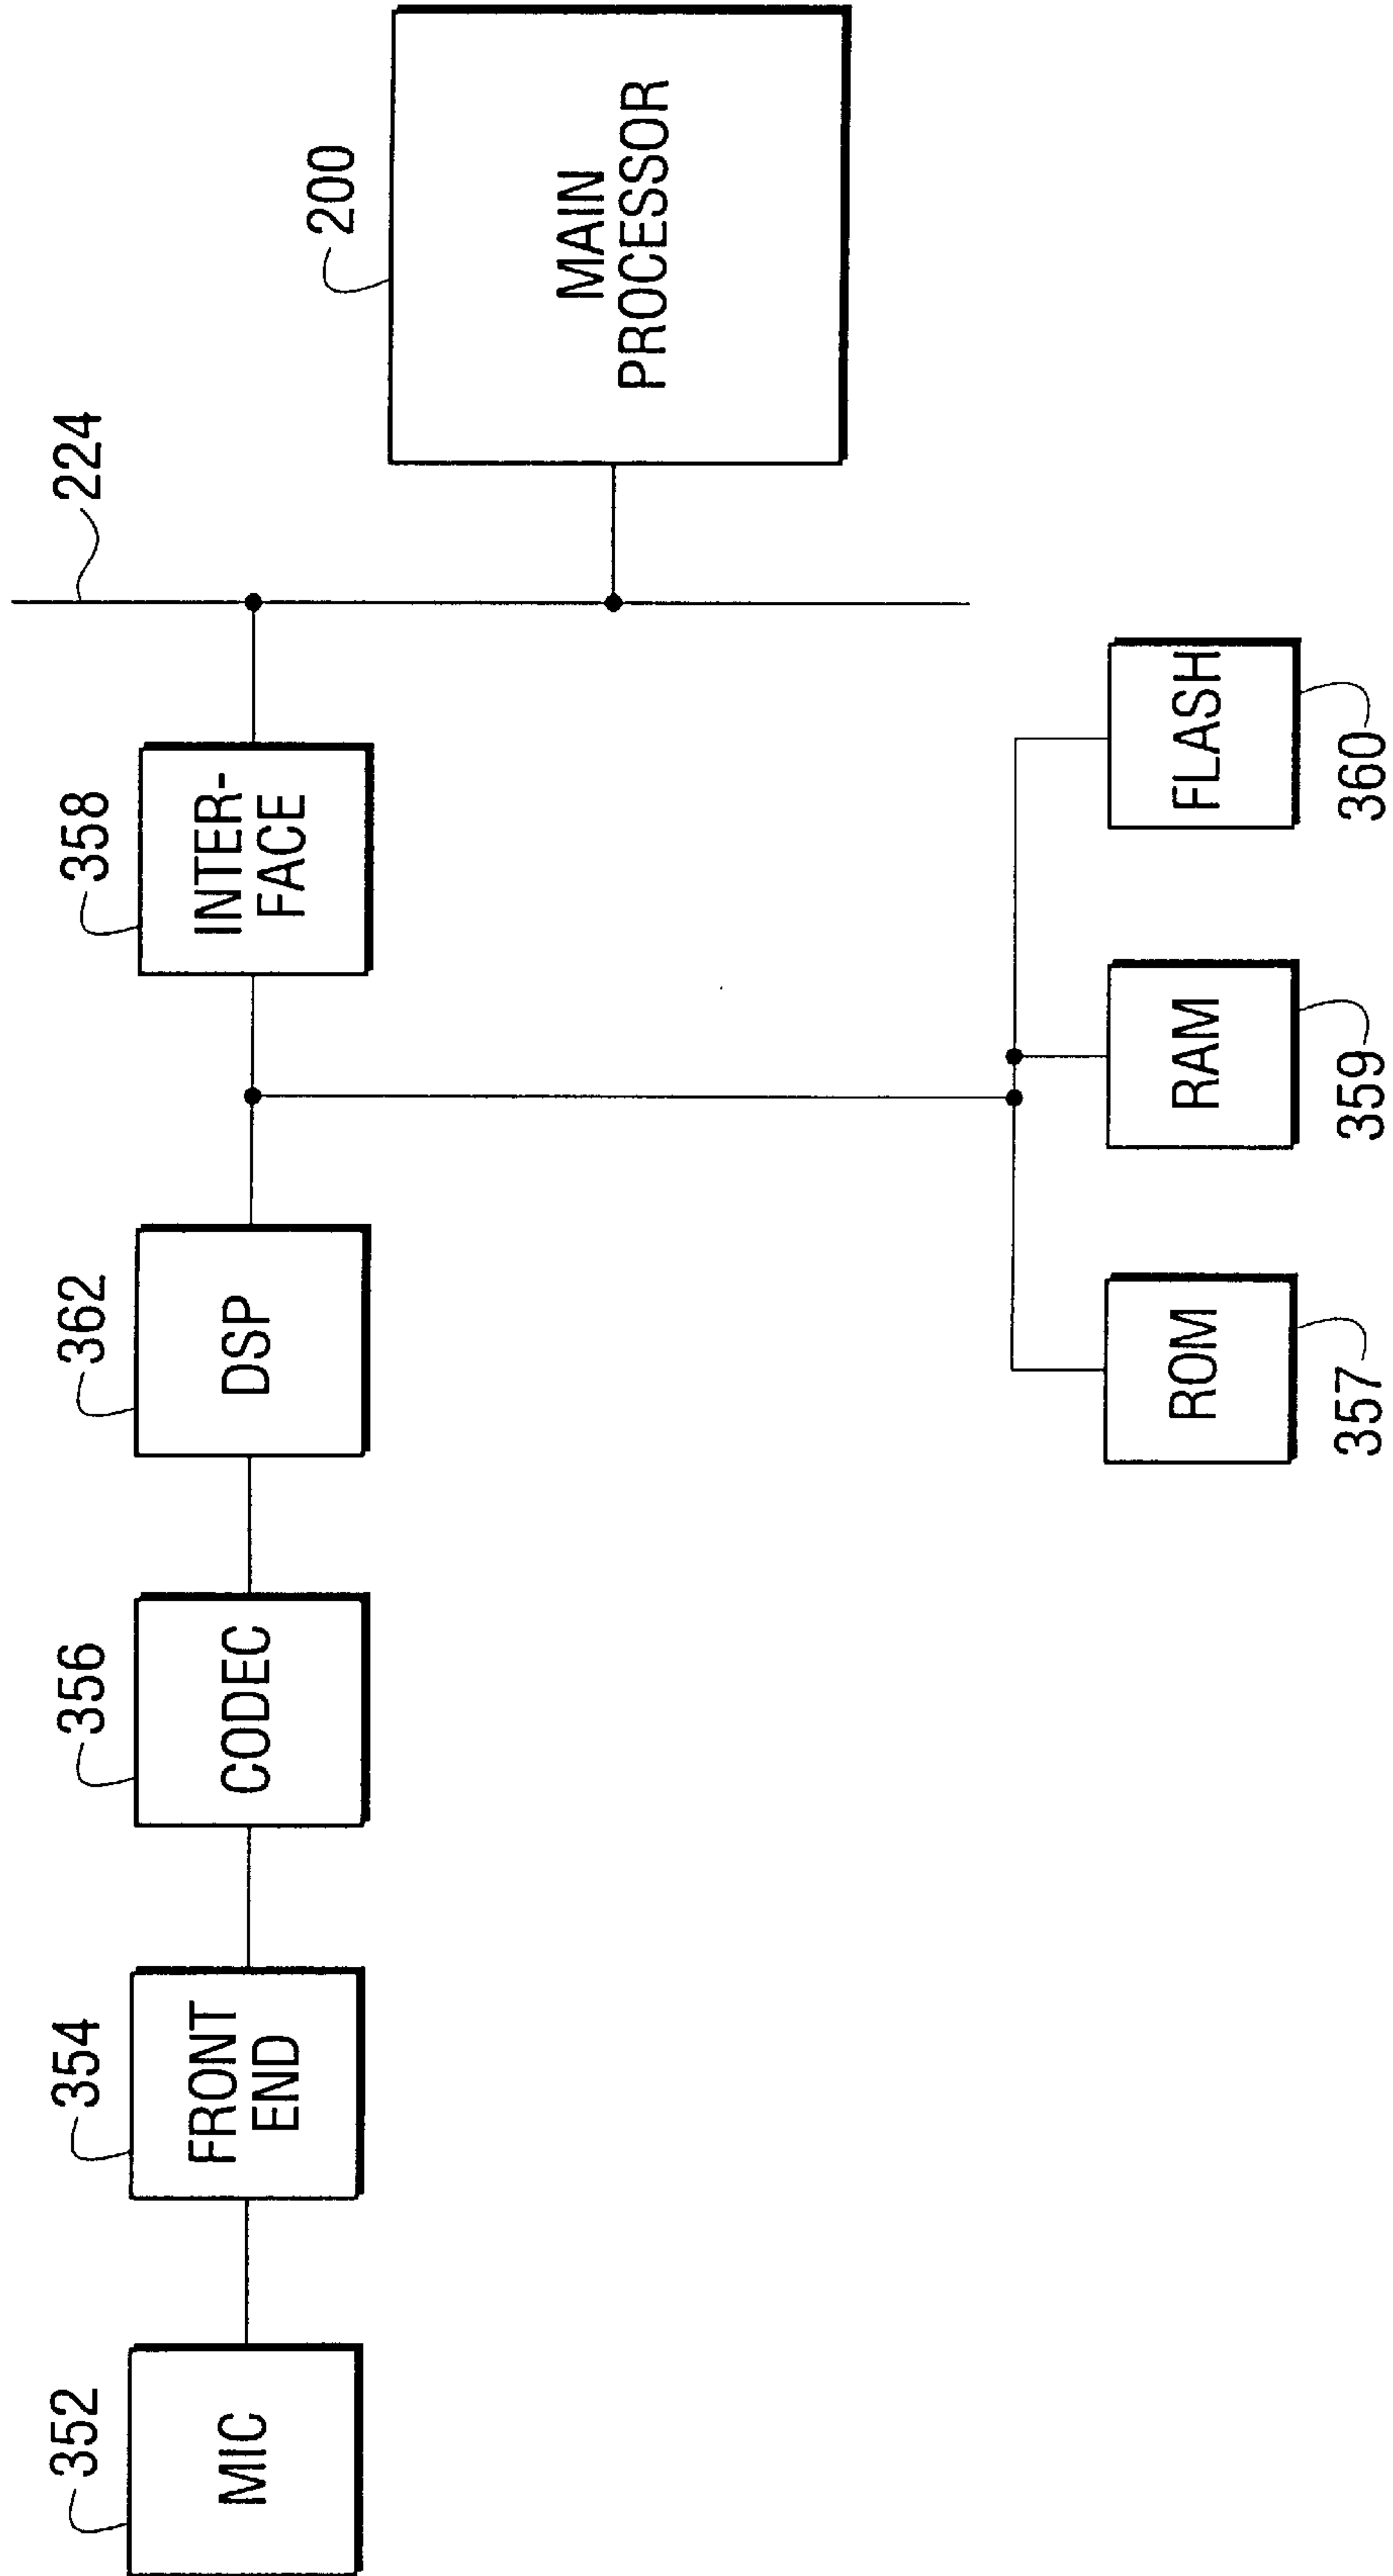 352
MIC
354
FRONT
END
356
CODEC
362
DSP
358
INTER-
FACE
224
200
MAIN
PROCESSOR
357
ROM
359
RAM
360
FLASH